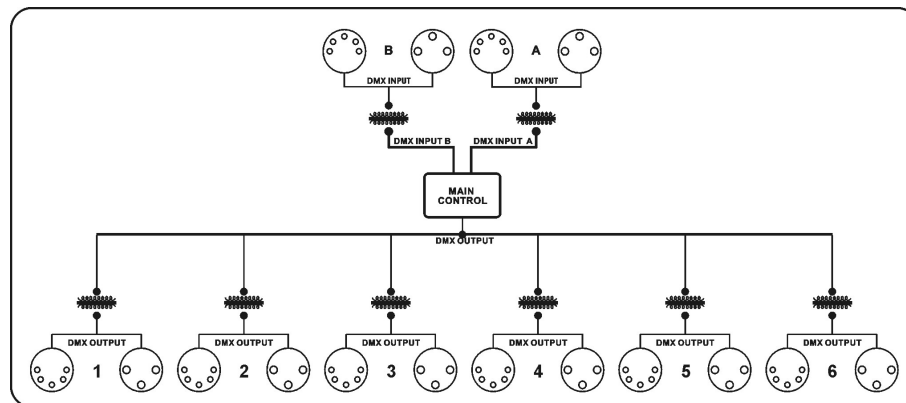 B
A
DMX INPUT
DMX INPUT
DMX INPUT B
DMX INPUT A
MAIN
CONTROL
DMX OUTPUT
DMX OUTPUT
DMX OUTPUT
DMX OUTPUT
DMX OUTPUT
DMX OUTPUT
DMX OUTPUT
1
2
3
4
5
6